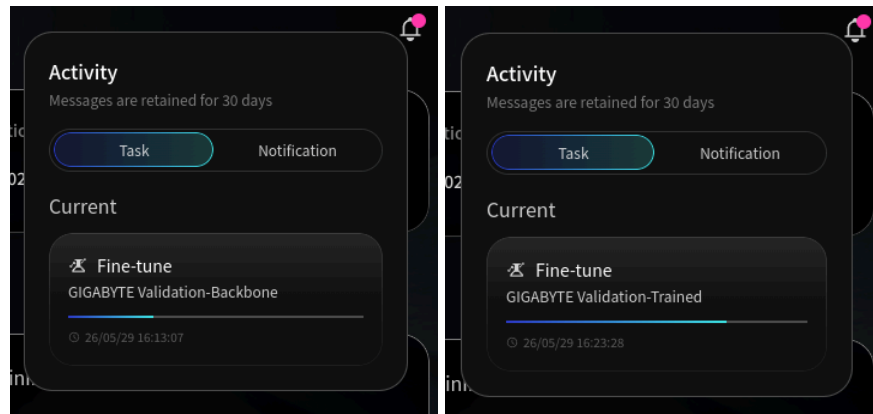 Activity
Messages are retained for 30 days
Task
Notification
02
Current
Fine-tune
GIGABYTE Validation-Backbone
26/05/29 16:13:07
Activity
Messages are retained for 30 days
Task
Notification
02
Current
Fine-tune
GIGABYTE Validation-Trained
26/05/29 16:23:28